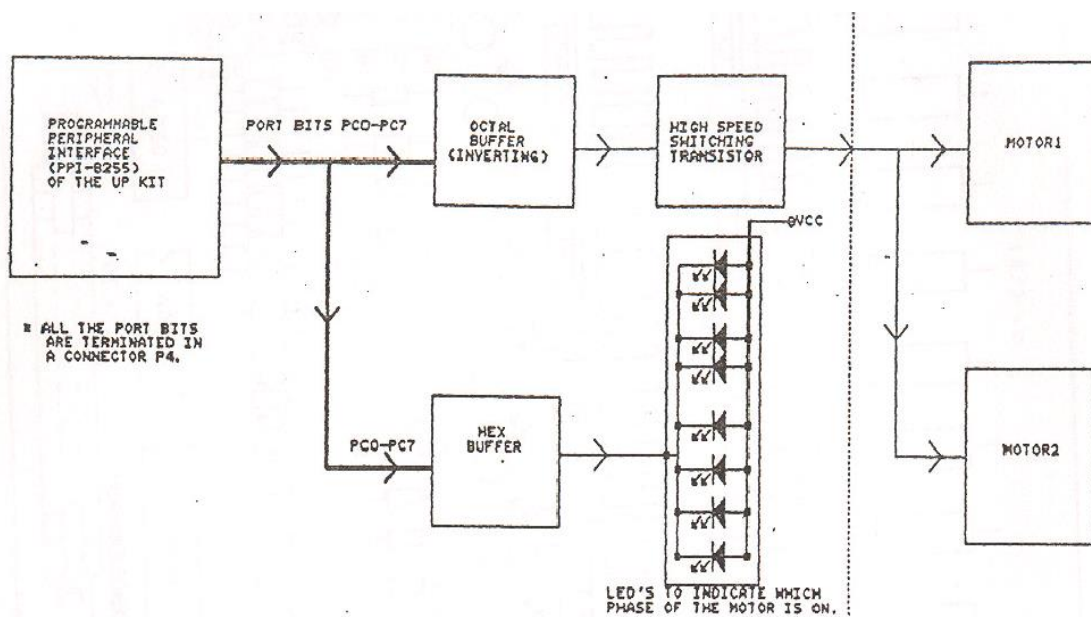 PROGRAMMABLE
PERIPHERAL
INTERFACE
(PPI-8255)
OF THE UP KIT
PORT BITS PC0-PC7
OCTAL
BUFFER
(INVERTING)
HIGH SPEED
SWITCHING
TRANSISTOR
MOTOR1
VCC
* ALL THE PORT BITS
ARE TERMINATED IN
A CONNECTOR P4.
PC0-PC7
HEX
BUFFER
MOTOR2
LED'S TO INDICATE WHICH
PHASE OF THE MOTOR IS ON.